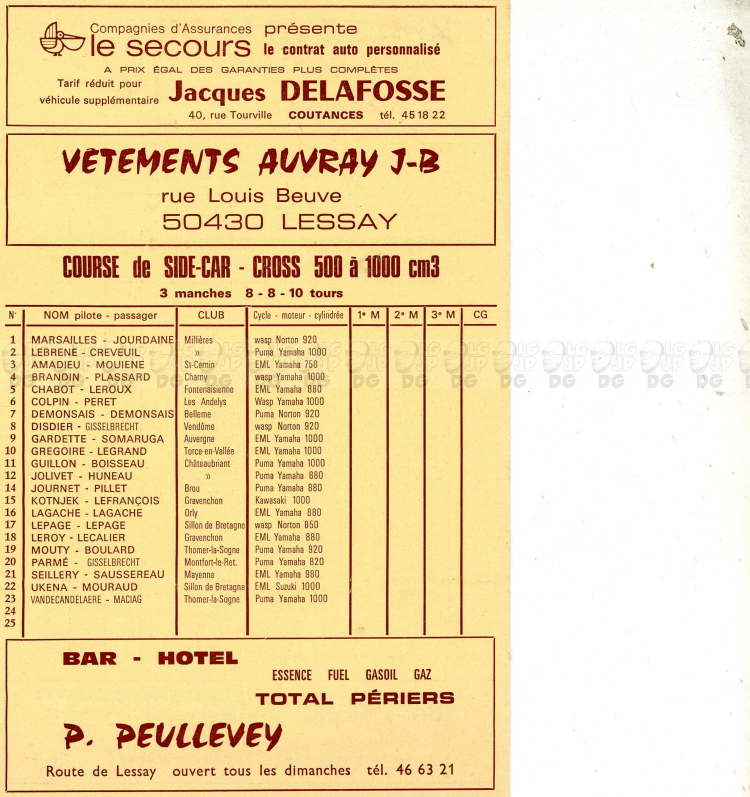 Compagnies d'Assurances présente
le secours le contrat auto personnalisé
A PRIX ÉGAL DES GARANTIES PLUS COMPLÈTES
Tarif réduit pour
véhicule supplémentaire Jacques DELAFOSSE
40, rue Tourville COUTANCES tél. 45 18 22
VETEMENTS AUVRAY J-B
rue Louis Beuve
50430 LESSAY
COURSE de SIDE-CAR - CROSS 500 à 1000 cm3
3 manches 8 - 8 - 10 tours
N° NOM pilote - passager CLUB Cycle - moteur - cylindrée 1e M 2e M 3e M CG
1 MARSAILLES - JOURDAINE Millières wasp Norton 920
2 LEBRENE - CREVEUIL » Puma Yamaha 1000
3 AMADIEU - MOUIENE St-Cernin EML Yamaha 750
4 BRANDIN - PLASSARD Charny wasp Yamaha 1000
5 CHABOT - LEROUX Fontenaisienne EML Yamaha 880
6 COLPIN - PERET Les Andelys Wasp Yamaha 1000
7 DEMONSAIS - DEMONSAIS Belleme Puma Norton 920
8 DISDIER - GISSELBRECHT Vendôme wasp Norton 920
9 GARDETTE - SOMARUGA Auvergne EML Yamaha 1000
10 GREGOIRE - LEGRAND Torce-en-Vallée EML Yamaha 1000
11 GUILLON - BOISSEAU Châteaubriant Puma Yamaha 1000
12 JOLIVET - HUNEAU » Puma Yamaha 880
14 JOURNET - PILLET Brou Puma Yamaha 880
15 KOTNJEK - LEFRANÇOIS Gravenchon Kawasaki 1000
16 LAGACHE - LAGACHE Orly EML Yamaha 880
17 LEPAGE - LEPAGE Sillon de Bretagne wasp Norton 850
18 LEROY - LECALIER Gravenchon EML Yamaha 880
19 MOUTY - BOULARD Thomer-la-Sogne Puma Yamaha 920
20 PARMÉ - GISSELBRECHT Montfort-le-Ret. Puma Yamaha 820
21 SEILLERY - SAUSSEREAU Mayenne EML Yamaha 980
22 UKENA - MOURAUD Sillon de Bretagne EML Suzuki 1000
23 VANDECANDELAERE - MACIAG Thomer-la-Sogne Puma Yamaha 1000
24
25
BAR - HOTEL
ESSENCE FUEL GASOIL GAZ
TOTAL PÉRIERS
P. PEULLEVEY
Route de Lessay ouvert tous les dimanches tél. 46 63 21